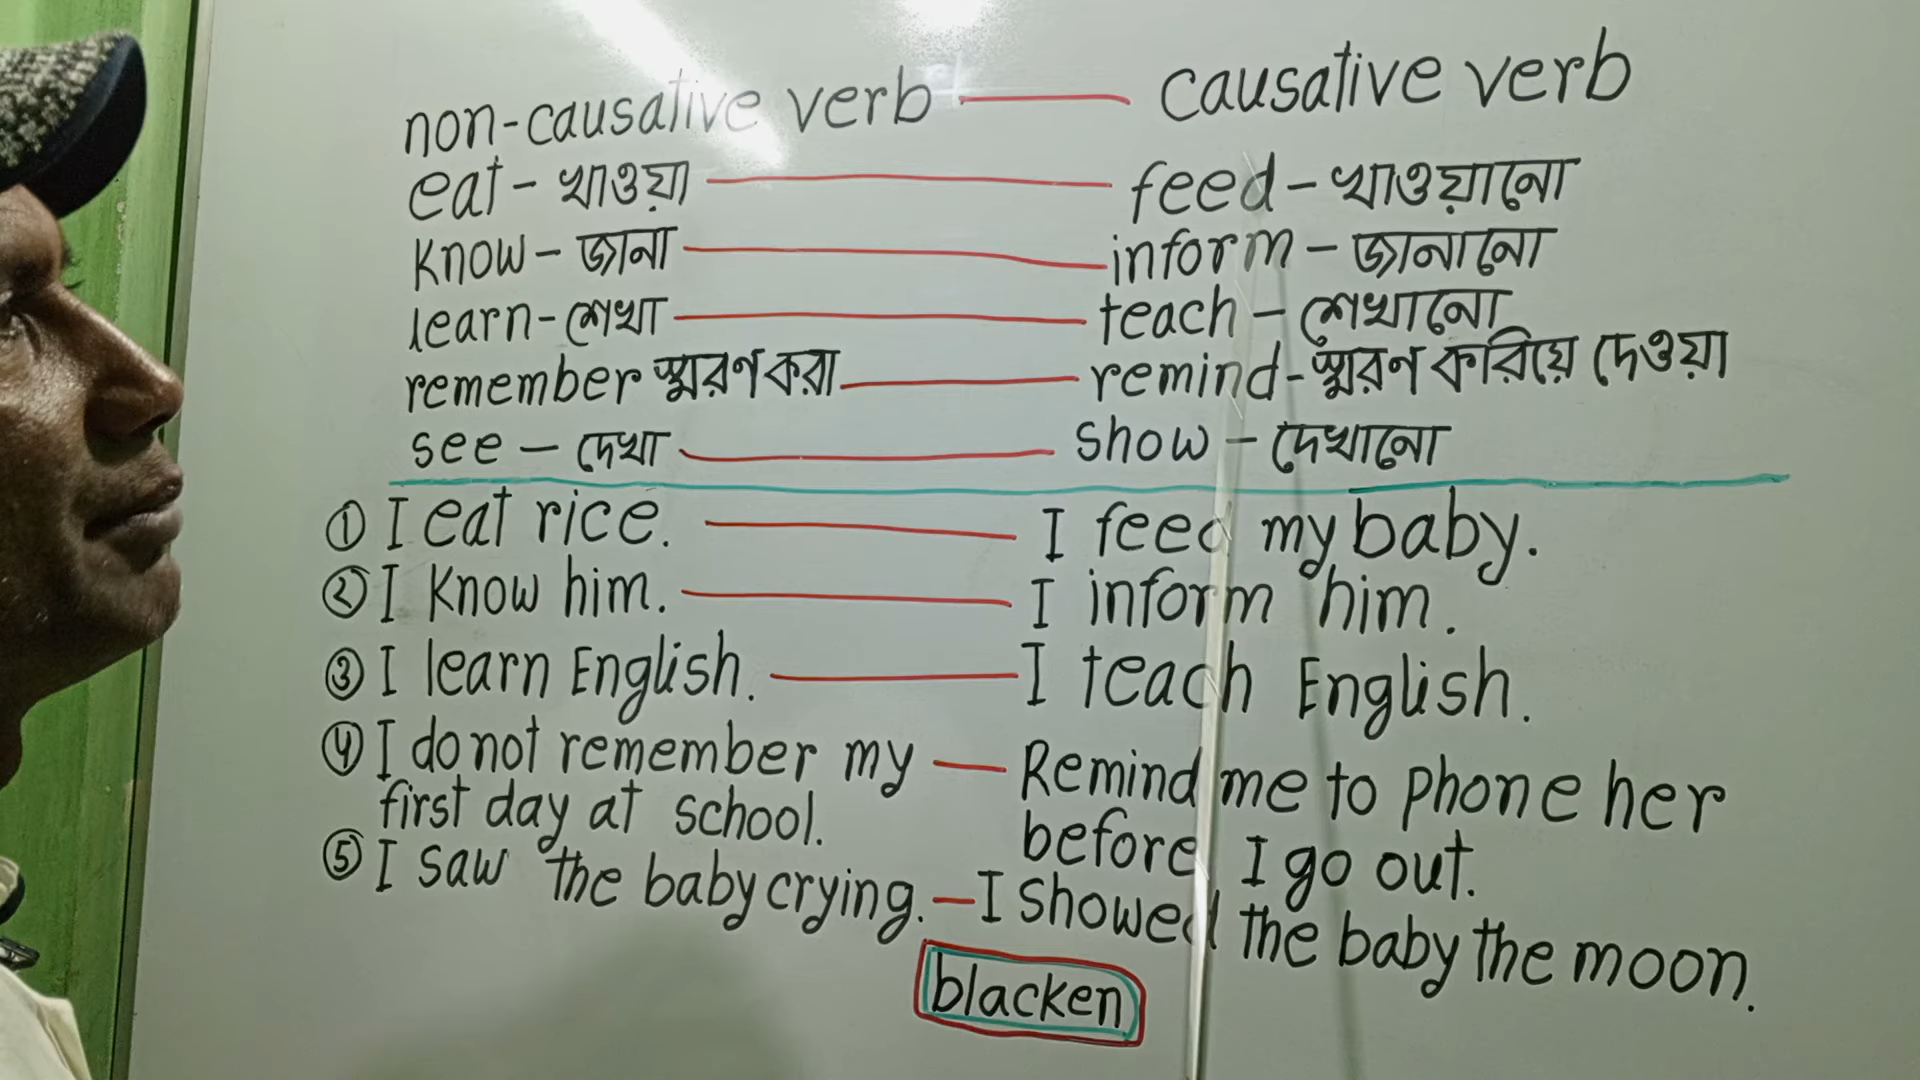 non-causative verb — causative verb
eat - খাওয়া — feed - খাওয়ানো
know - জানা — inform - জানানো
learn - শেখা — teach - শেখানো
remember স্মরণ করা — remind - স্মরণ করিয়ে দেওয়া
see - দেখা — show - দেখানো
① I eat rice. — I feed my baby.
② I know him. — I inform him.
③ I learn English. — I teach English.
④ I do not remember my — Remind me to phone her
first day at school. before I go out.
⑤ I saw the baby crying. — I showed the baby the moon.
blacken